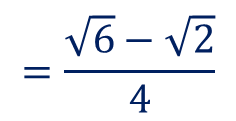 = (√6 − √2) / 4